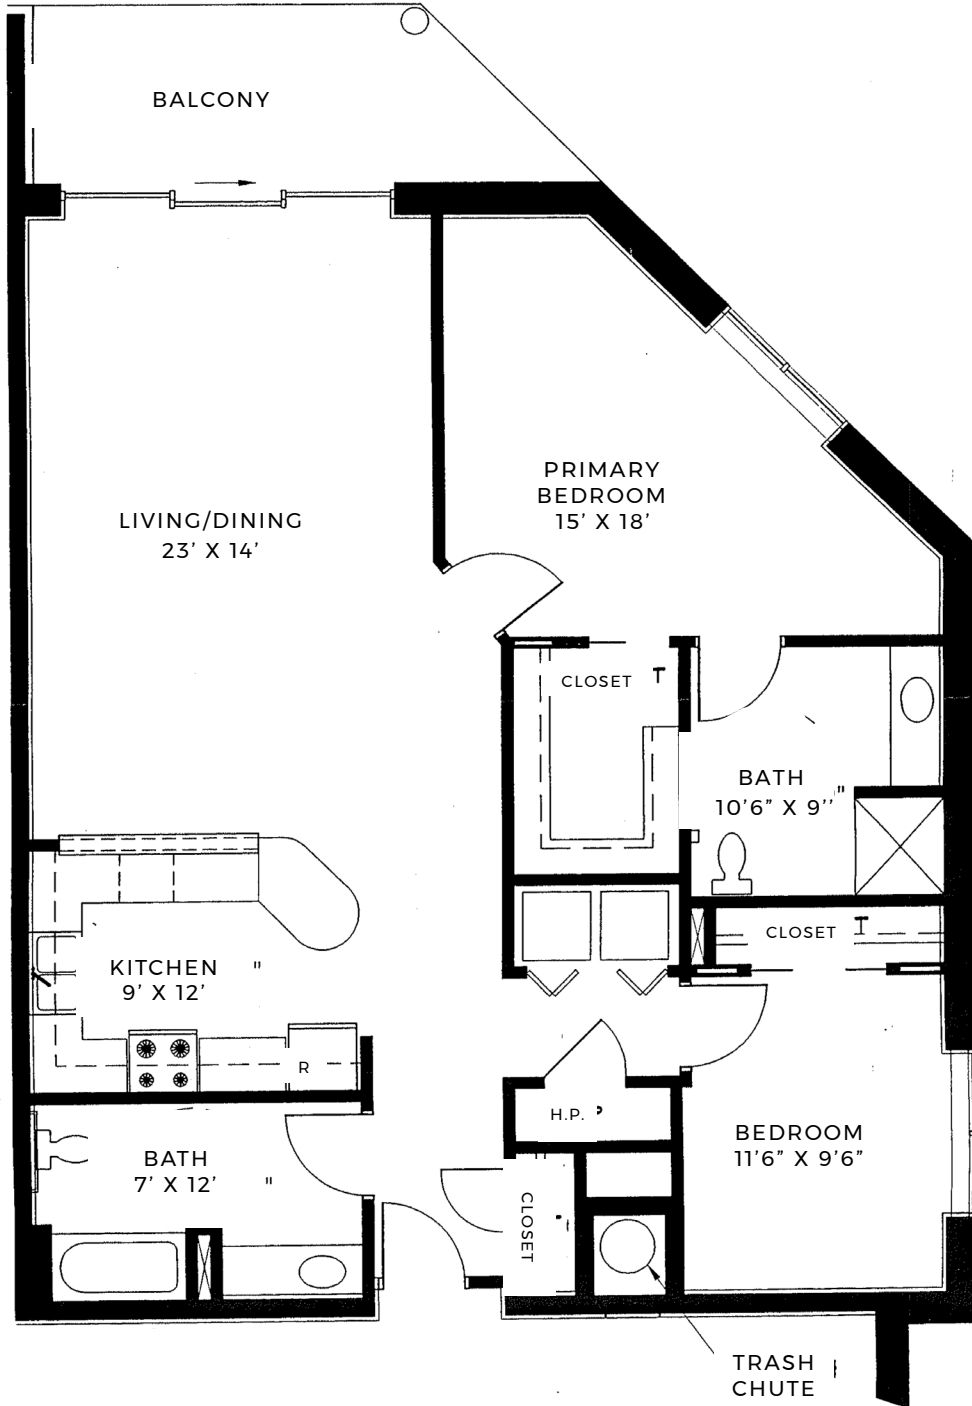 BALCONY
PRIMARY
BEDROOM
15’ X 18’
LIVING/DINING
23’ X 14’
CLOSET
BATH
10’6” X 9’’"
CLOSET
KITCHEN "
9’ X 12’
R
H.P.
BEDROOM
11’6” X 9’6”
BATH
7’ X 12’ "
CLOSET
TRASH
CHUTE